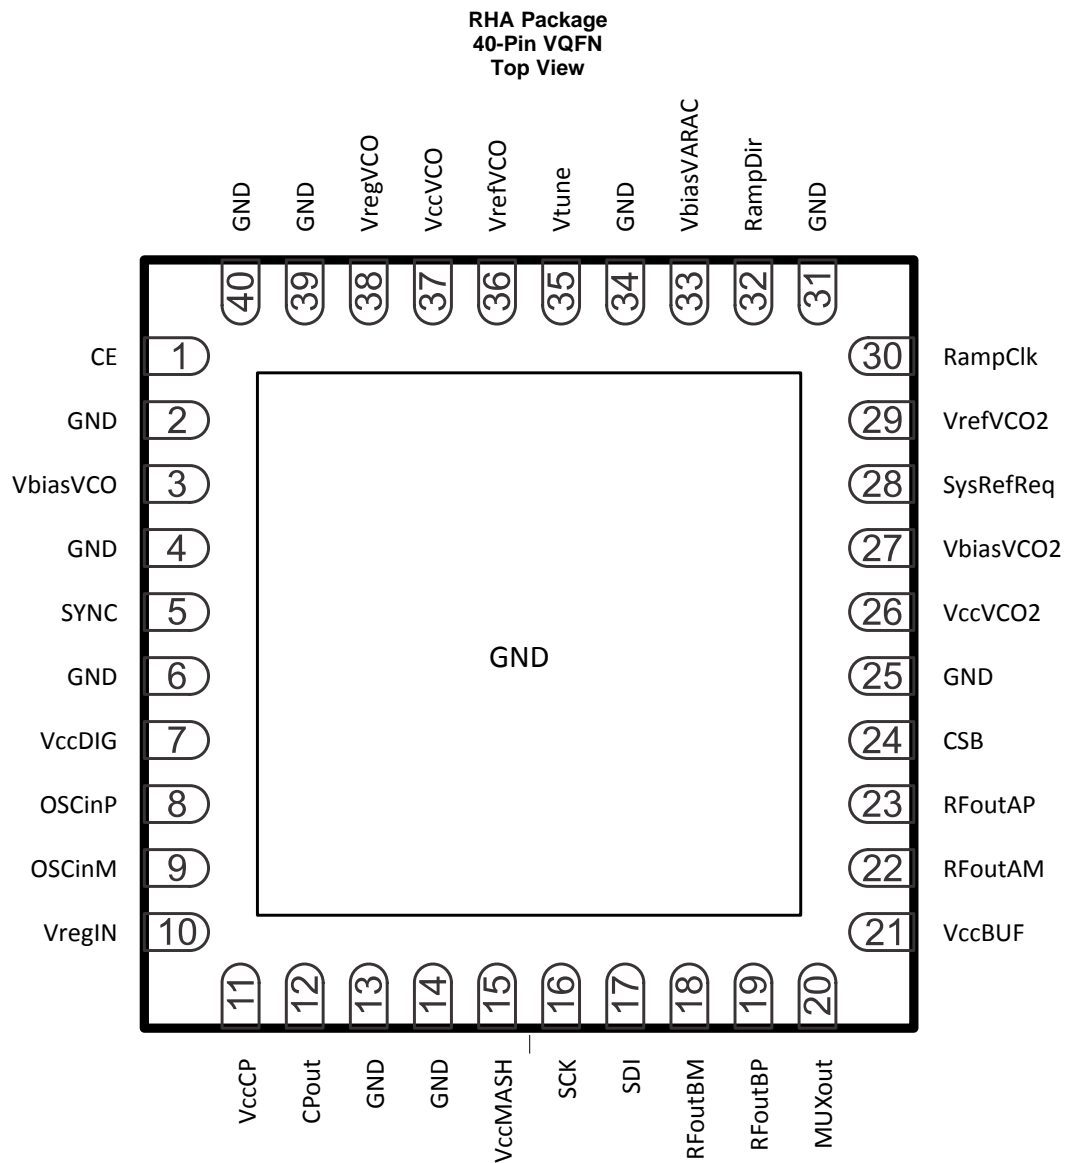 RHA Package
40-Pin VQFN
Top View
GND
GND
VregVCO
VccVCO
VrefVCO
Vtune
GND
VbiasVARAC
RampDir
GND
40
39
38
37
36
35
34
33
32
31
CE 1
GND 2
VbiasVCO 3
GND 4
SYNC 5
GND 6
VccDIG 7
OSCinP 8
OSCinM 9
VregIN 10
GND
30 RampClk
29 VrefVCO2
28 SysRefReq
27 VbiasVCO2
26 VccVCO2
25 GND
24 CSB
23 RFoutAP
22 RFoutAM
21 VccBUF
11
12
13
14
15
16
17
18
19
20
VccCP
CPout
GND
GND
VccMASH
SCK
SDI
RFoutBM
RFoutBP
MUXout